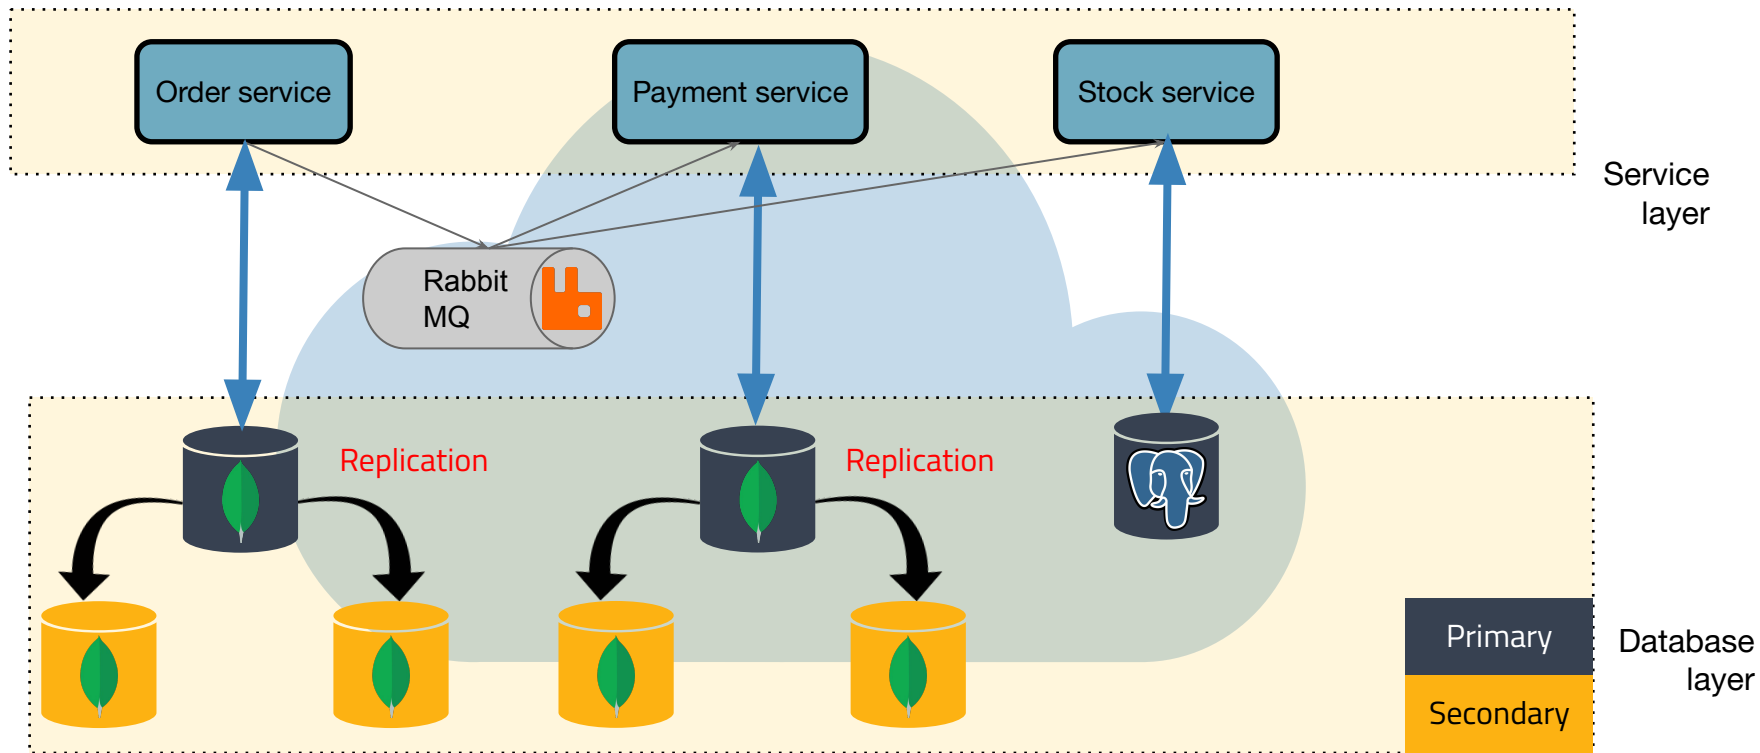 Order service
Payment service
Stock service
Service
layer
Rabbit
MQ
Replication
Replication
Primary
Secondary
Database
layer